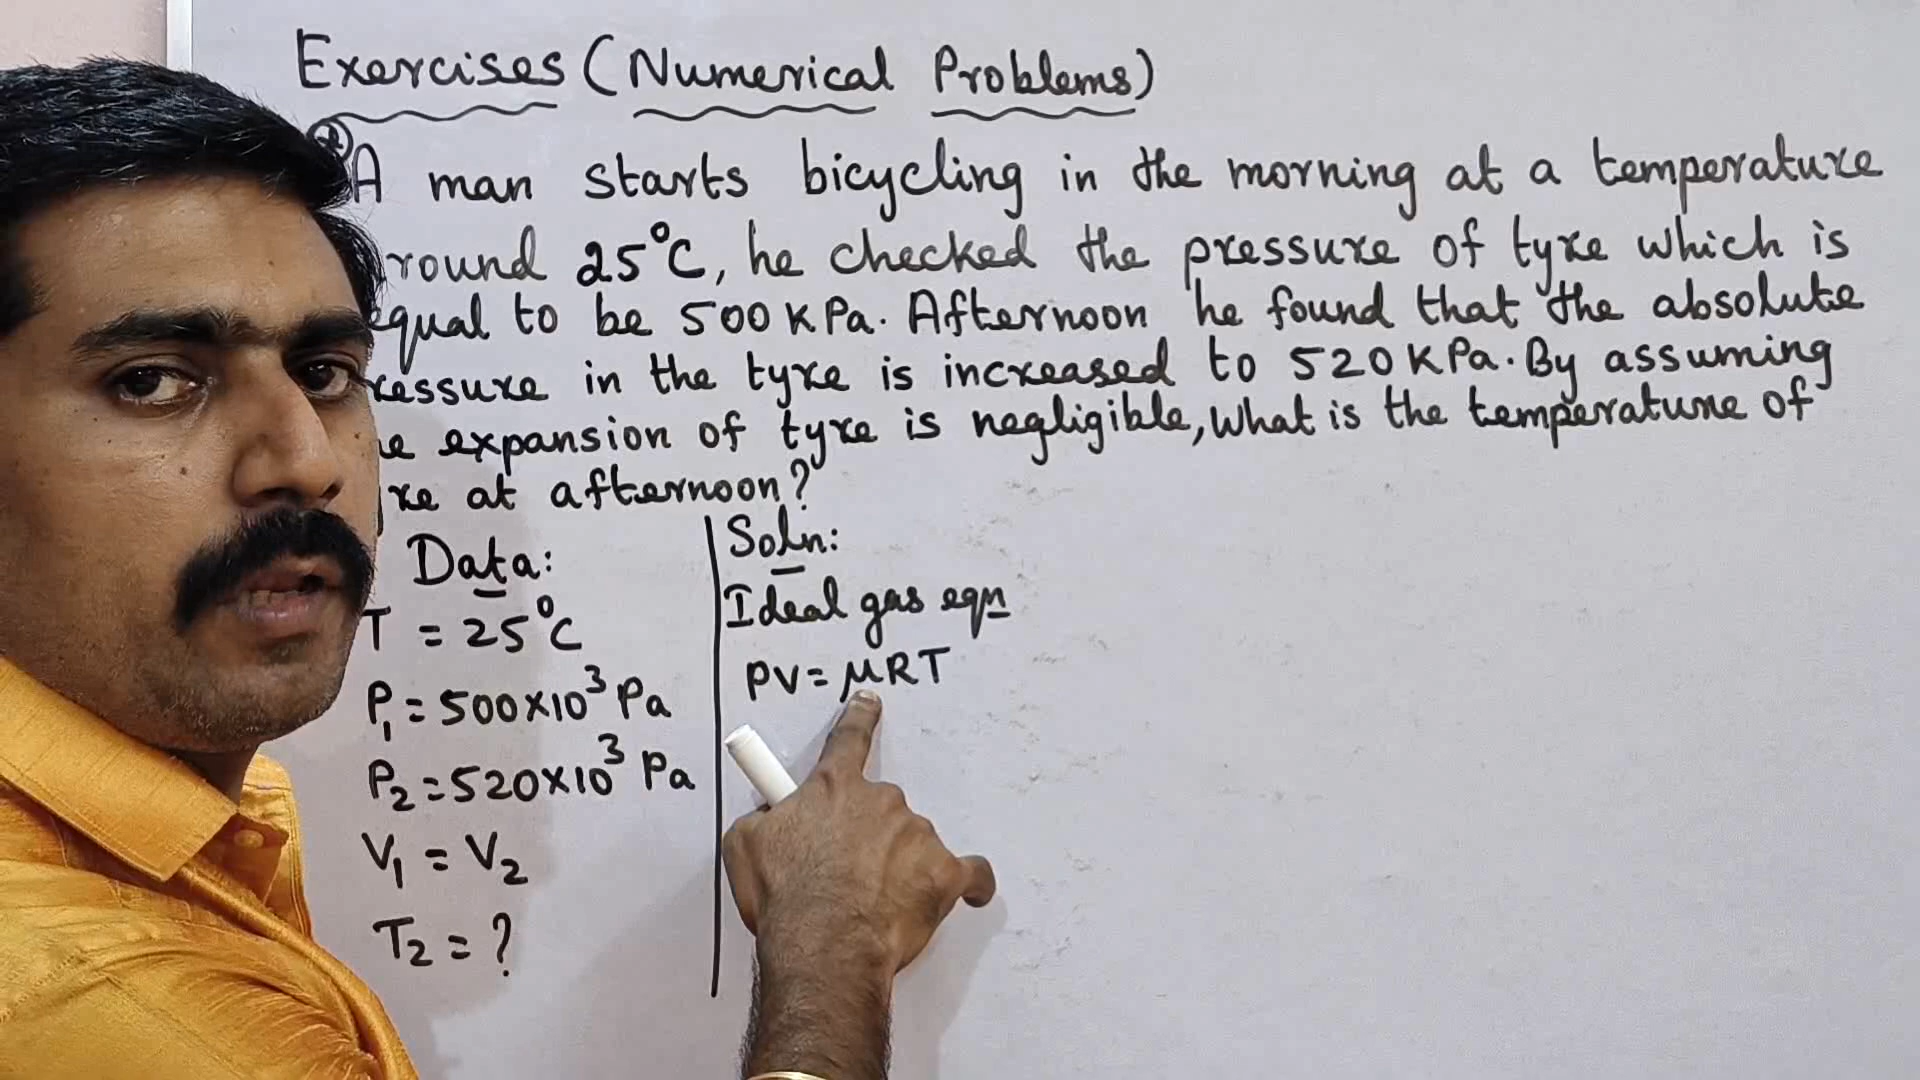 Exercises (Numerical Problems)
A man starts bicycling in the morning at a temperature
round 25°C, he checked the pressure of tyre which is
equal to be 500 KPa. Afternoon he found that the absolute
ressure in the tyre is increased to 520 KPa. By assuming
e expansion of tyre is negligible, What is the temperature of
re at afternoon?
Data:
T = 25°C
P₁ = 500×10³ Pa
P₂ = 520×10³ Pa
V₁ = V₂
T₂ = ?
Soln:
Ideal gas eqn
PV = μRT